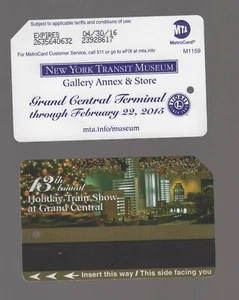 Subject to applicable tariffs and conditions of use.
EXPIRES 04/30/16
2635640632 23928617
MTA
MetroCard®
For MetroCard Customer Service, call 511 or go to eFIX at mta.info
M1159
NEW YORK TRANSIT MUSEUM
Gallery Annex & Store
Grand Central Terminal
through February 22, 2015
mta.info/museum
13th
Annual
Holiday Train Show
at Grand Central
Insert this way / This side facing you